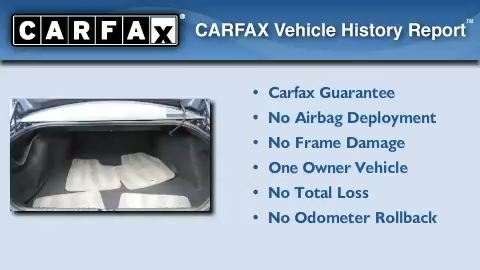 CARFAX® CARFAX Vehicle History Report™
• Carfax Guarantee
• No Airbag Deployment
• No Frame Damage
• One Owner Vehicle
• No Total Loss
• No Odometer Rollback